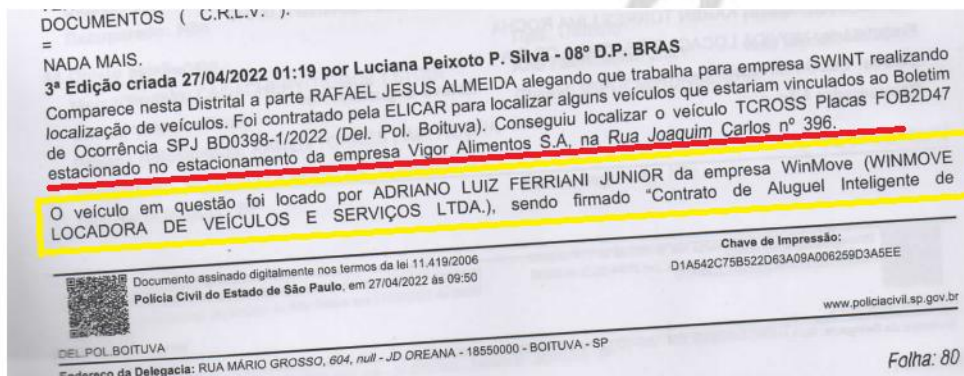 DOCUMENTOS ( C.R.L.V. ).
=
NADA MAIS.
3ª Edição criada 27/04/2022 01:19 por Luciana Peixoto P. Silva - 08º D.P. BRAS
Comparece nesta Distrital a parte RAFAEL JESUS ALMEIDA alegando que trabalha para empresa SWINT realizando
localização de veículos. Foi contratado pela ELICAR para localizar alguns veículos que estariam vinculados ao Boletim
de Ocorrência SPJ BD0398-1/2022 (Del. Pol. Boituva). Conseguiu localizar o veículo TCROSS Placas FOB2D47
estacionado no estacionamento da empresa Vigor Alimentos S.A, na Rua Joaquim Carlos nº 396.
O veículo em questão foi locado por ADRIANO LUIZ FERRIANI JUNIOR da empresa WinMove (WINMOVE
LOCADORA DE VEÍCULOS E SERVIÇOS LTDA.), sendo firmado “Contrato de Aluguel Inteligente de
Documento assinado digitalmente nos termos da lei 11.419/2006
Polícia Civil do Estado de São Paulo, em 27/04/2022 às 09:50
Chave de Impressão:
D1A542C75B522D63A09A006259D3A5EE
www.policiacivil.sp.gov.br
DEL.POL.BOITUVA
Endereço da Delegacia: RUA MÁRIO GROSSO, 604, null - JD OREANA - 18550000 - BOITUVA - SP
Folha: 80